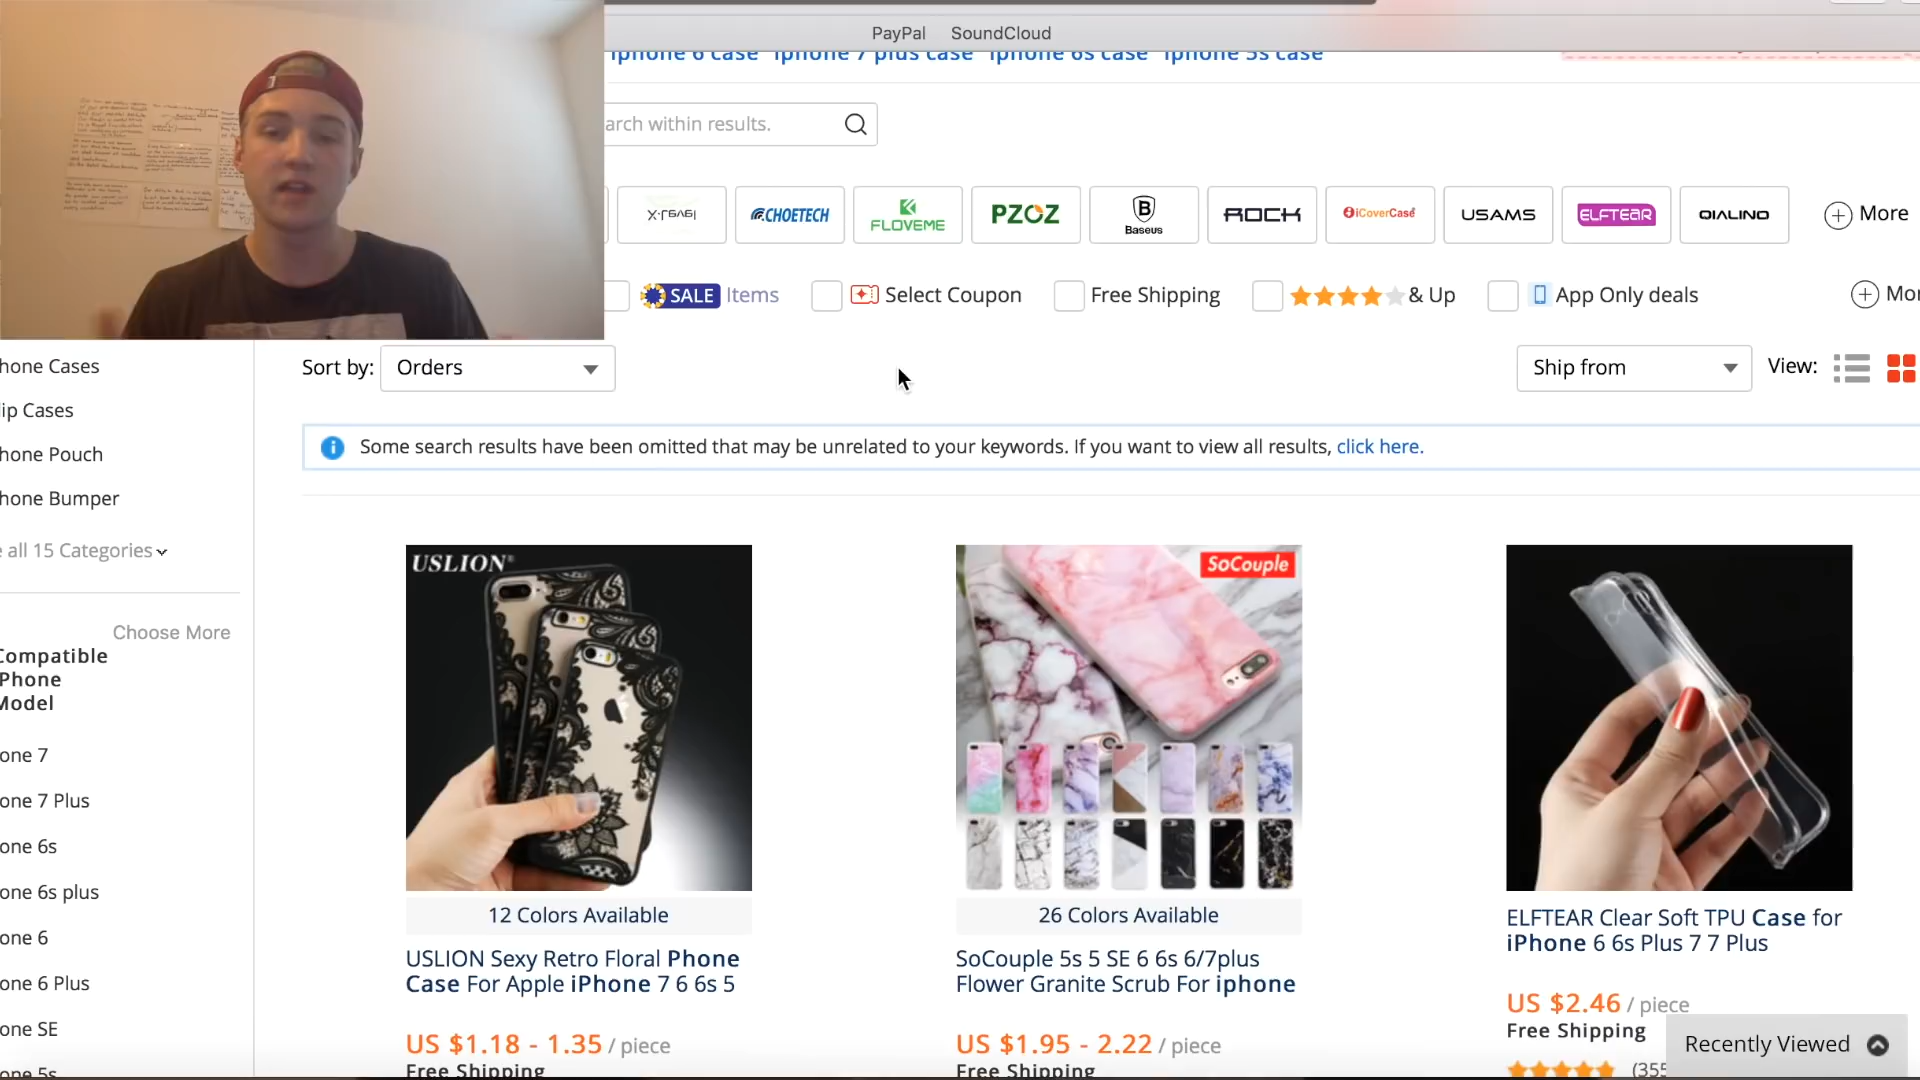 PayPal SoundCloud
iphone 6 case iphone 7 plus case iphone 6s case iphone 5s case
arch within results.
X-LEVEL
CHOETECH
FLOVEME
PZOZ
B
Baseus
ROCK
iCoverCase
USAMS
ELFTEAR
QIALINO
More
SALE Items
Select Coupon
Free Shipping
& Up
App Only deals
Mor
hone Cases
lip Cases
hone Pouch
hone Bumper
e all 15 Categories
Choose More
Compatible
iPhone
Model
one 7
one 7 Plus
one 6s
one 6s plus
one 6
one 6 Plus
one SE
one 5s
Sort by: Orders
Ship from
View:
Some search results have been omitted that may be unrelated to your keywords. If you want to view all results, click here.
USLION
12 Colors Available
USLION Sexy Retro Floral Phone
Case For Apple iPhone 7 6 6s 5
US $1.18 - 1.35 / piece
Free Shipping
SoCouple
26 Colors Available
SoCouple 5s 5 SE 6 6s 6/7plus
Flower Granite Scrub For iphone
US $1.95 - 2.22 / piece
Free Shipping
ELFTEAR Clear Soft TPU Case for
iPhone 6 6s Plus 7 7 Plus
US $2.46 / piece
Free Shipping
(355
Recently Viewed